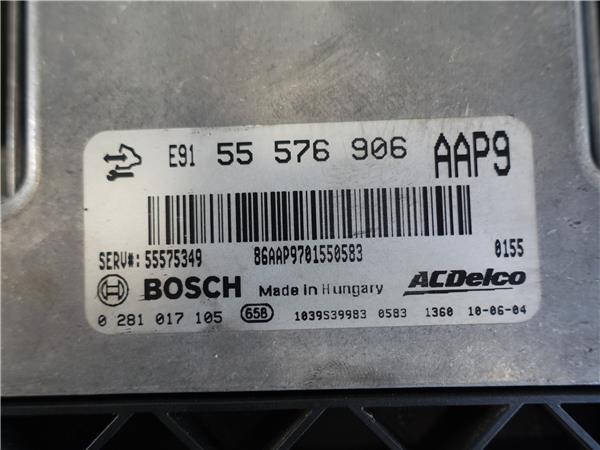 E91 55 576 906 AAP9
SERV#: 55575349 86AAP9701550583 0155
BOSCH Made in Hungary ACDelco
0 281 017 105 658 1039S39983 0583 1360 10-06-04